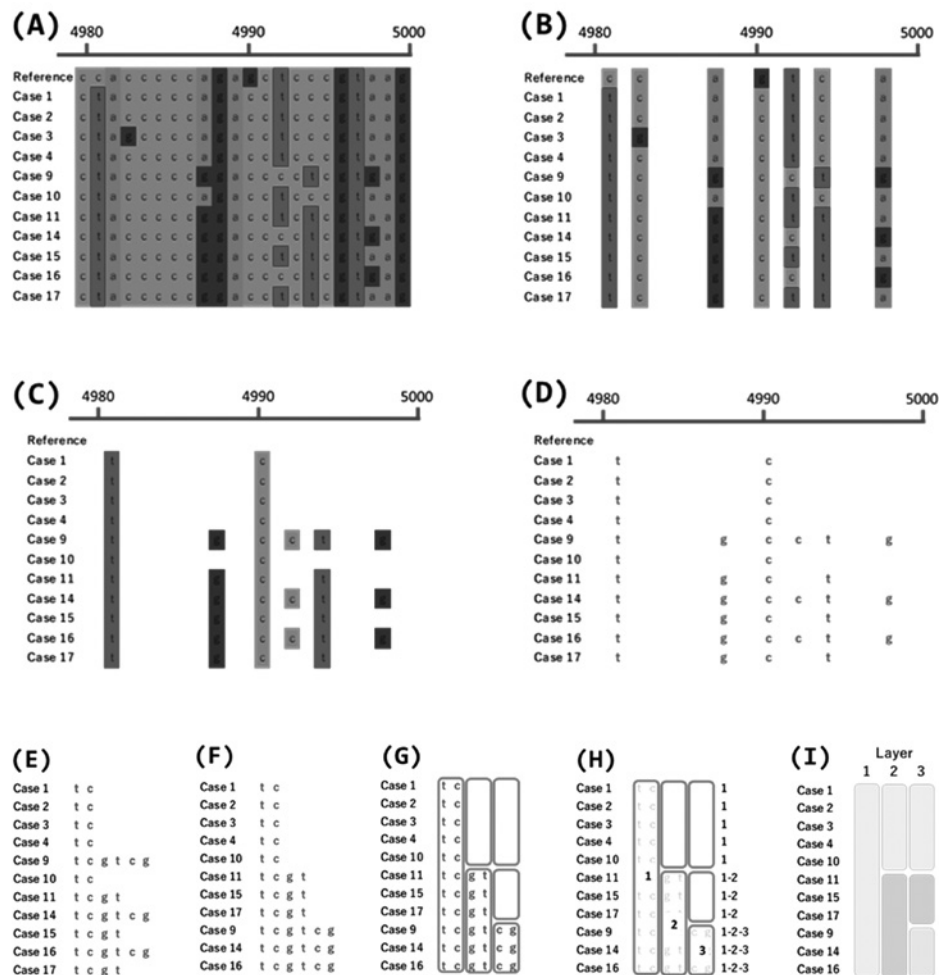 (A)
4980 4990 5000
Reference c c a c c c c c a g a g c t c c c g t a a g
Case 1 c t a c c c c c a g a c c t c c c g t a a g
Case 2 c t a c c c c c a g a c c t c c c g t a a g
Case 3 c t a g c c c c a g a c c t c c c g t a a g
Case 4 c t a c c c c c a g a c c t c c c g t a a g
Case 9 c t a c c c c c g g a c c c c t c g t g a g
Case 10 c t a c c c c c a g a c c t c c c g t a a g
Case 11 c t a c c c c c g g a c c t c t c g t a a g
Case 14 c t a c c c c c g g a c c c c t c g t g a g
Case 15 c t a c c c c c g g a c c t c t c g t a a g
Case 16 c t a c c c c c g g a c c c c t c g t g a g
Case 17 c t a c c c c c g g a c c t c t c g t a a g
(B)
4980 4990 5000
Reference c c a g t c a
Case 1 t c a c t c a
Case 2 t c a c t c a
Case 3 t g a c t c a
Case 4 t c a c t c a
Case 9 t c g c c t g
Case 10 t c a c t c a
Case 11 t c g c t t a
Case 14 t c g c c t g
Case 15 t c g c t t a
Case 16 t c g c c t g
Case 17 t c g c t t a
(C)
4980 4990 5000
Reference
Case 1 t c
Case 2 t c
Case 3 t c
Case 4 t c
Case 9 t g c c t g
Case 10 t c
Case 11 t g c t
Case 14 t g c c t g
Case 15 t g c t
Case 16 t g c c t g
Case 17 t g c t
(D)
4980 4990 5000
Reference
Case 1 t c
Case 2 t c
Case 3 t c
Case 4 t c
Case 9 t g c c t g
Case 10 t c
Case 11 t g c t
Case 14 t g c c t g
Case 15 t g c t
Case 16 t g c c t g
Case 17 t g c t
(E)
Case 1 t c
Case 2 t c
Case 3 t c
Case 4 t c
Case 9 t c g t c g
Case 10 t c
Case 11 t c g t
Case 14 t c g t c g
Case 15 t c g t
Case 16 t c g t c g
Case 17 t c g t
(F)
Case 1 t c
Case 2 t c
Case 3 t c
Case 4 t c
Case 10 t c
Case 11 t c g t
Case 15 t c g t
Case 17 t c g t
Case 9 t c g t c g
Case 14 t c g t c g
Case 16 t c g t c g
(G)
Case 1 t c
Case 2 t c
Case 3 t c
Case 4 t c
Case 10 t c
Case 11 t c g t
Case 15 t c g t
Case 17 t c g t
Case 9 t c g t c g
Case 14 t c g t c g
Case 16 t c g t c g
(H)
Case 1 t c 1
Case 2 t c 1
Case 3 t c 1
Case 4 t c 1
Case 10 t c 1
Case 11 1 g t 1-2
Case 15 t c g t 1-2
Case 17 t c 1-2
Case 9 t c 2 c g 1-2-3
Case 14 t c g t 3 1-2-3
Case 16 t c g t 1-2-3
(I)
Layer
1 2 3
Case 1
Case 2
Case 3
Case 4
Case 10
Case 11
Case 15
Case 17
Case 9
Case 14
Case 16